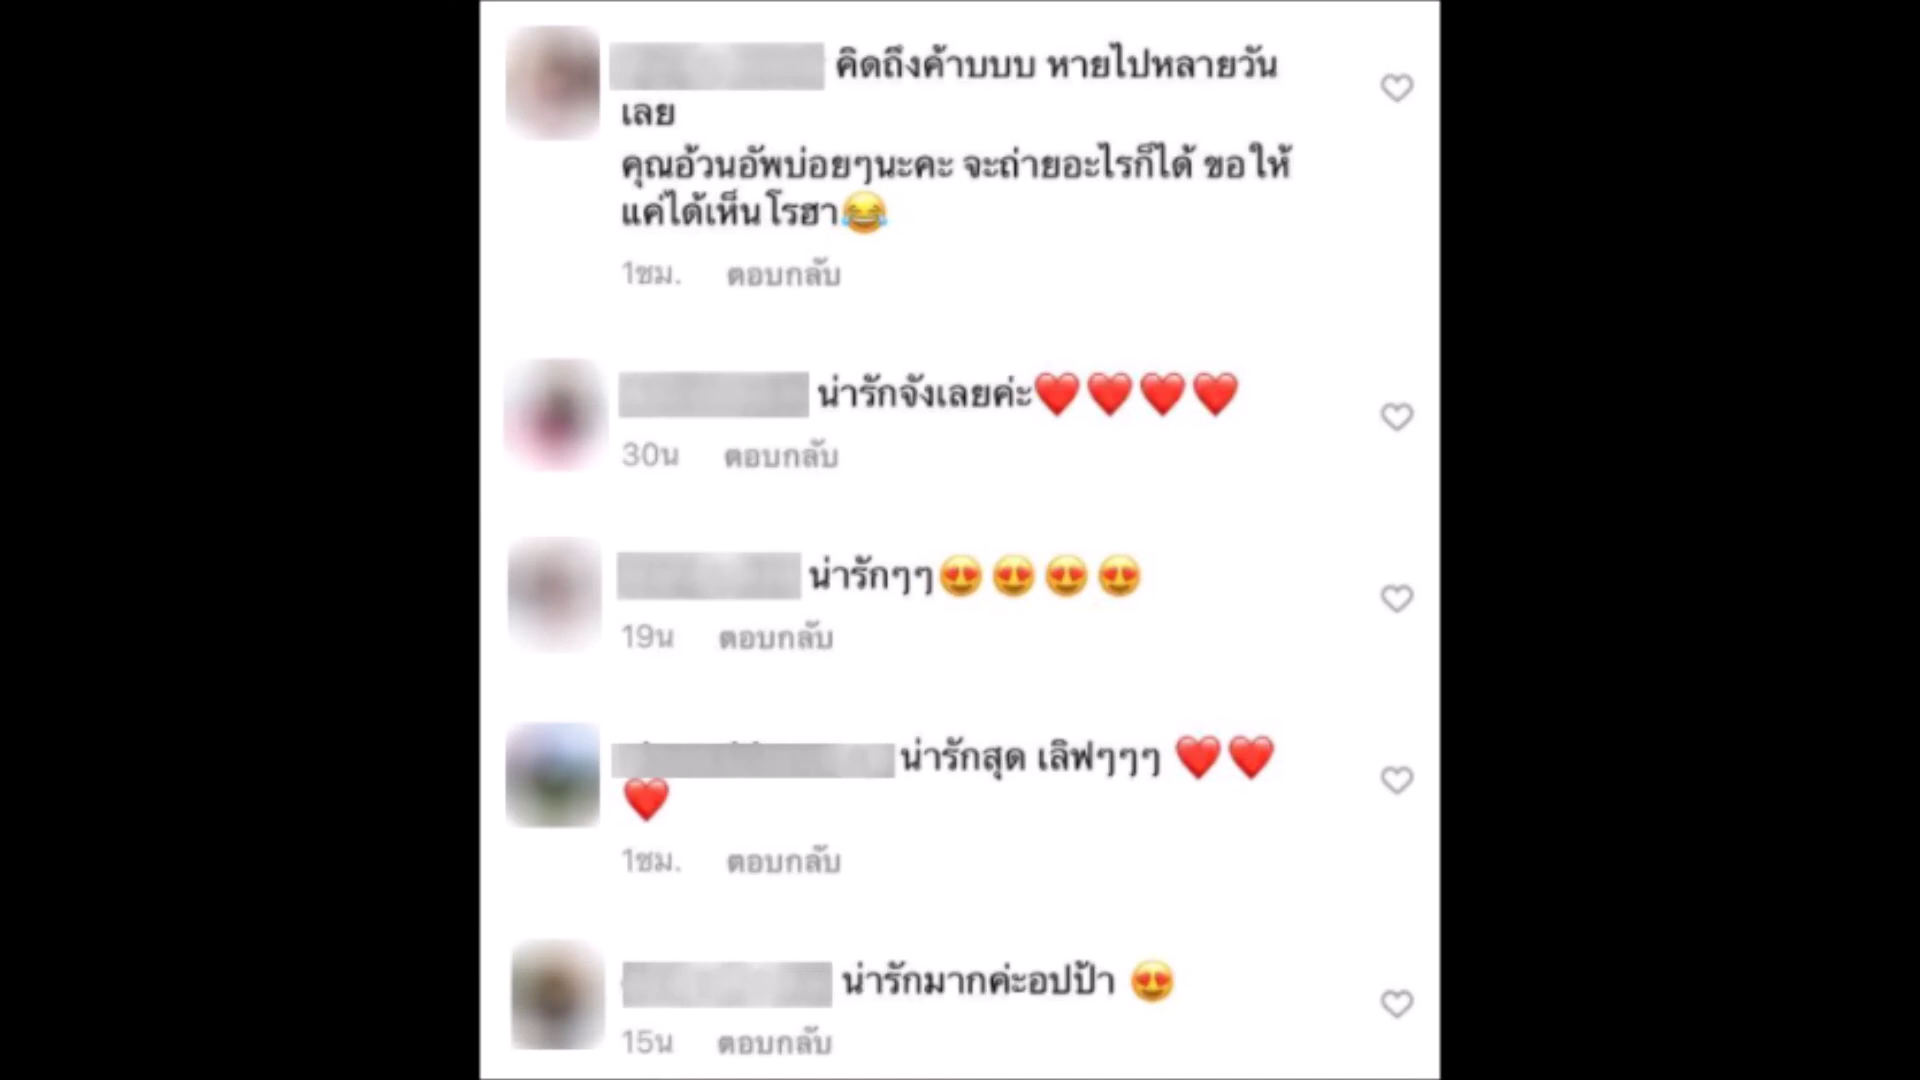 คิดถึงค้าบบบ หายไปหลายวัน
เลย
คุณอ้วนอัพบ่อยๆนะคะ จะถ่ายอะไรก็ได้ ขอให้
แค่ได้เห็นโรฮา😂
1ชม. ตอบกลับ
น่ารักจังเลยค่ะ❤️❤️❤️❤️
30น ตอบกลับ
น่ารักๆๆ😍😍😍😍
19น ตอบกลับ
น่ารักสุด เลิฟๆๆๆ ❤️❤️
❤️
1ชม. ตอบกลับ
น่ารักมากค่ะอปป้า 😍
15น ตอบกลับ